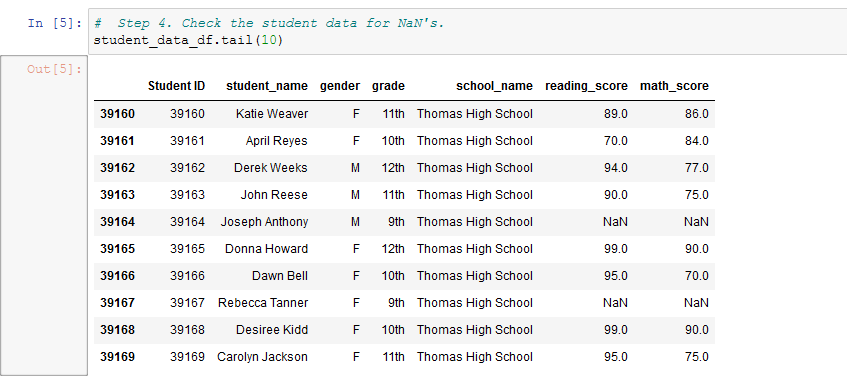 In [5]: #  Step 4. Check the student data for NaN's.
student_data_df.tail(10)
Out[5]:
Student ID student_name gender grade school_name reading_score math_score
39160 39160 Katie Weaver F 11th Thomas High School 89.0 86.0
39161 39161 April Reyes F 10th Thomas High School 70.0 84.0
39162 39162 Derek Weeks M 12th Thomas High School 94.0 77.0
39163 39163 John Reese M 11th Thomas High School 90.0 75.0
39164 39164 Joseph Anthony M 9th Thomas High School NaN NaN
39165 39165 Donna Howard F 12th Thomas High School 99.0 90.0
39166 39166 Dawn Bell F 10th Thomas High School 95.0 70.0
39167 39167 Rebecca Tanner F 9th Thomas High School NaN NaN
39168 39168 Desiree Kidd F 10th Thomas High School 99.0 90.0
39169 39169 Carolyn Jackson F 11th Thomas High School 95.0 75.0